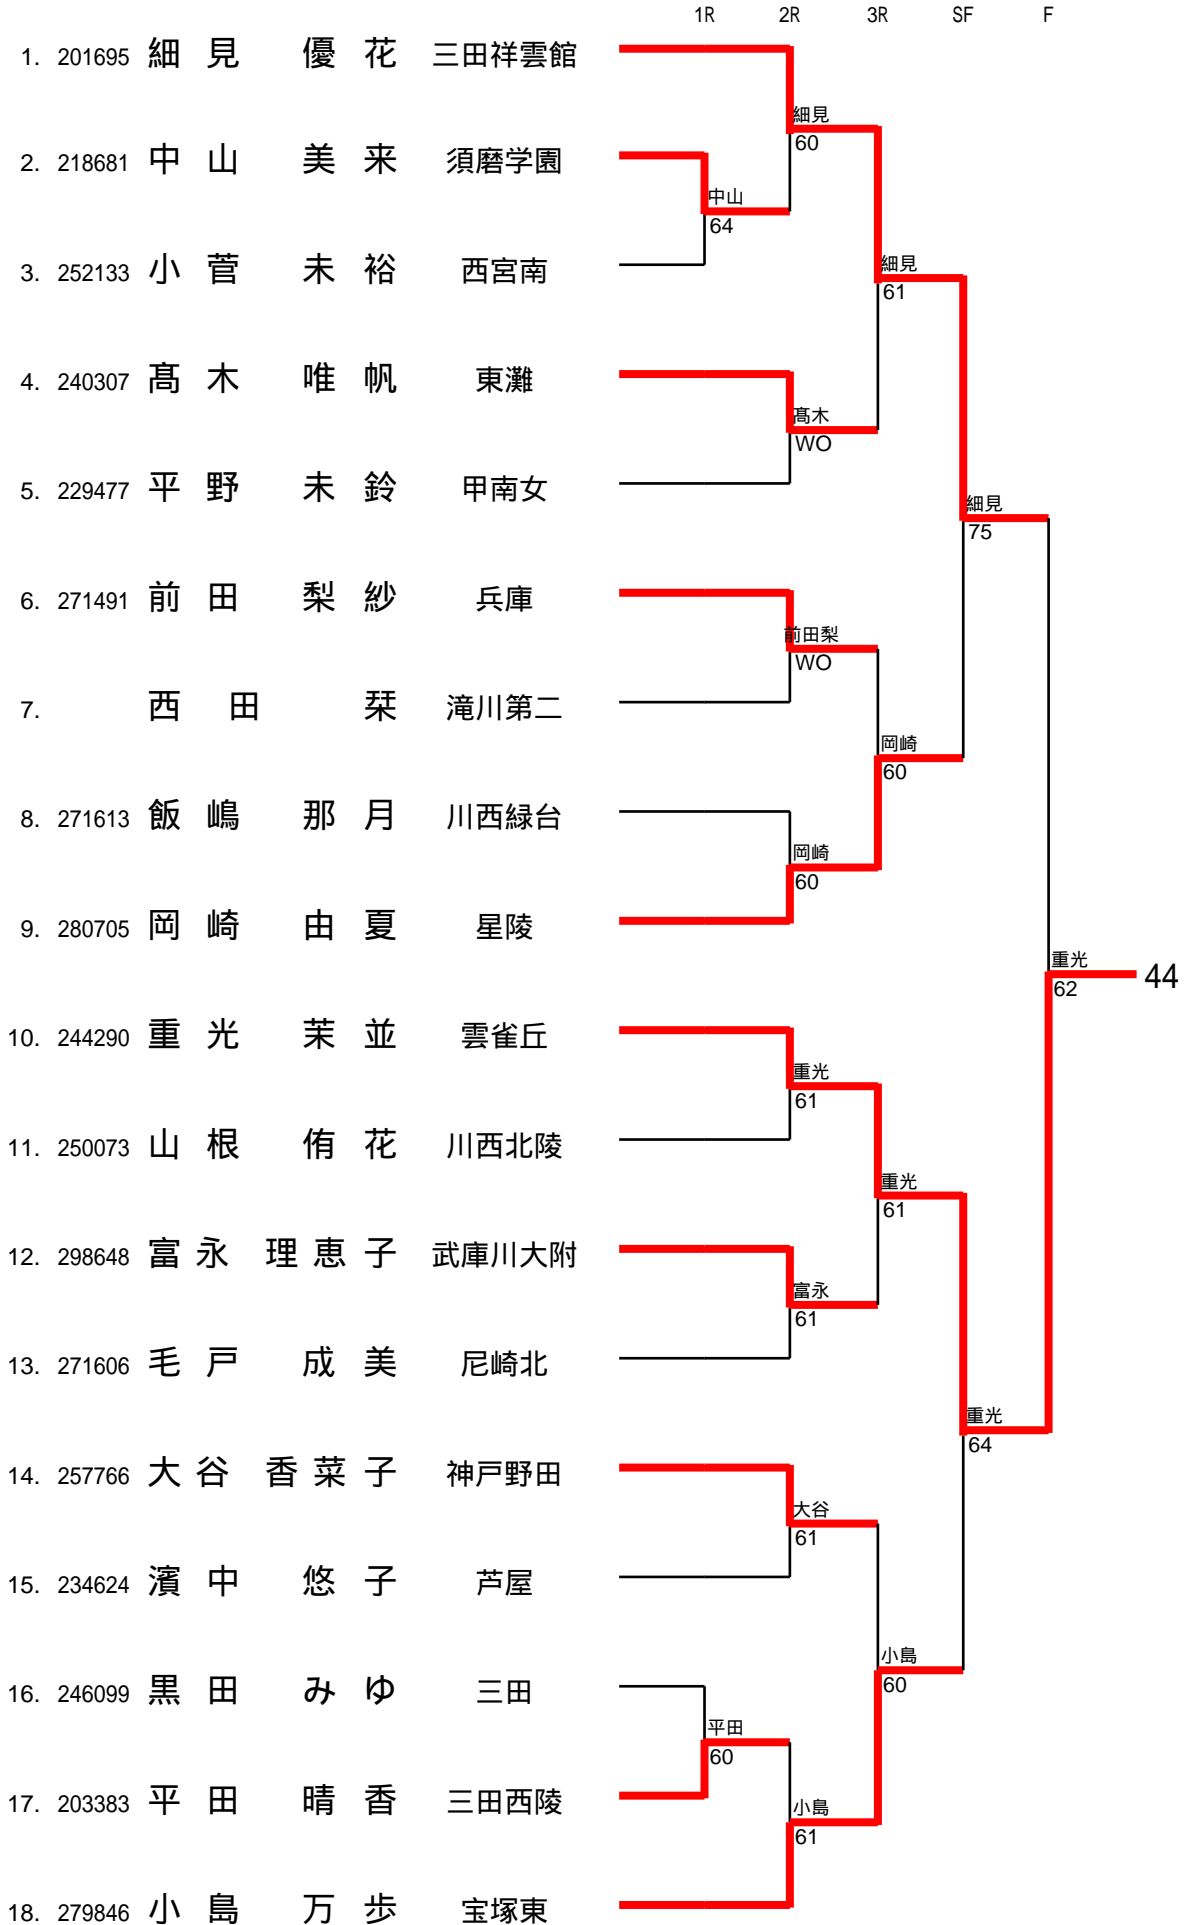 1R 2R 3R SF F
1. 201695 細見 優花 三田祥雲館
細見
60
2. 218681 中山 美来 須磨学園
中山
64
3. 252133 小菅 未裕 西宮南
細見
61
4. 240307 髙木 唯帆 東灘
髙木
WO
5. 229477 平野 未鈴 甲南女
細見
75
6. 271491 前田 梨紗 兵庫
前田梨
WO
7. 西田 栞 滝川第二
岡崎
60
8. 271613 飯嶋 那月 川西緑台
岡崎
60
9. 280705 岡崎 由夏 星陵
重光
62
44
10. 244290 重光 茉並 雲雀丘
重光
61
11. 250073 山根 侑花 川西北陵
重光
61
12. 298648 富永 理恵子 武庫川大附
富永
61
13. 271606 毛戸 成美 尼崎北
重光
64
14. 257766 大谷 香菜子 神戸野田
大谷
61
15. 234624 濱中 悠子 芦屋
小島
60
16. 246099 黒田 みゆ 三田
平田
60
17. 203383 平田 晴香 三田西陵
小島
61
18. 279846 小島 万歩 宝塚東